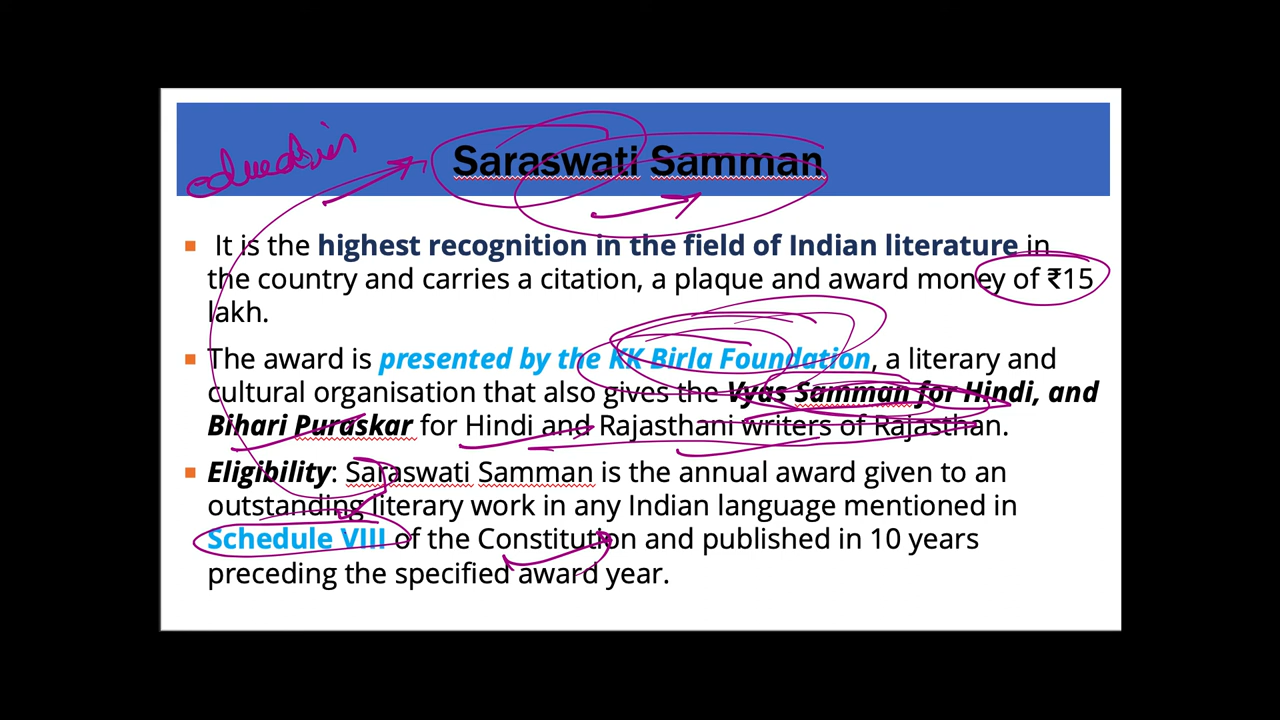 Saraswati Samman
It is the highest recognition in the field of Indian literature in
the country and carries a citation, a plaque and award money of ₹15
lakh.
The award is presented by the KK Birla Foundation, a literary and
cultural organisation that also gives the Vyas Samman for Hindi, and
Bihari Puraskar for Hindi and Rajasthani writers of Rajasthan.
Eligibility: Saraswati Samman is the annual award given to an
outstanding literary work in any Indian language mentioned in
Schedule VIII of the Constitution and published in 10 years
preceding the specified award year.